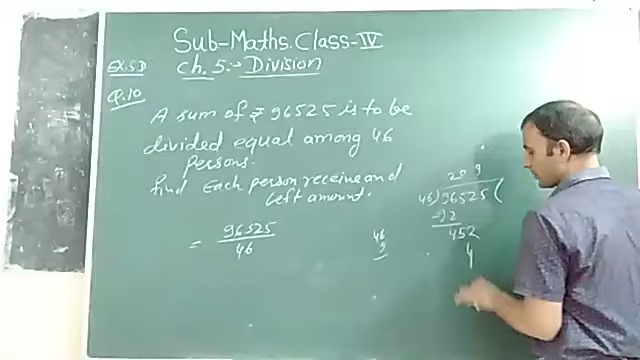 Sub-Maths. Class-IV
Ex.5D
Ch. 5:- Division
Q.10
A sum of ₹ 96525 is to be
divided equal among 46
persons.
find Each person receive and
left amount.
= 96525
46
46
9
209
46)96525(
-92
452
4